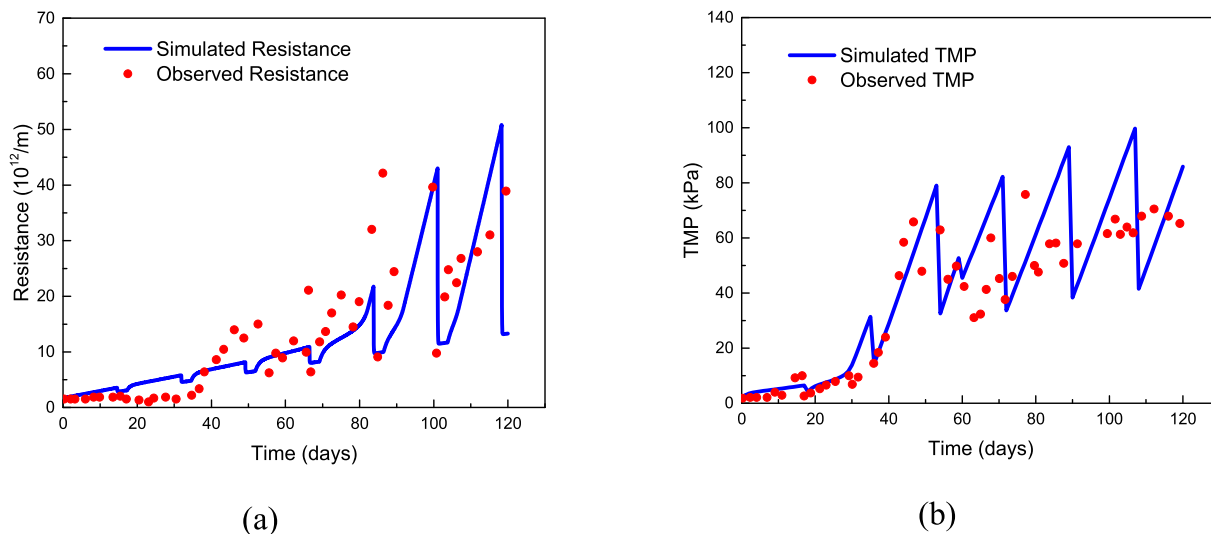 70
60
50
40
30
20
10
0
Resistance (10¹²/m)
Simulated Resistance
Observed Resistance
0 20 40 60 80 100 120
Time (days)
(a)
140
120
100
80
60
40
20
0
TMP (kPa)
Simulated TMP
Observed TMP
0 20 40 60 80 100 120
Time (days)
(b)